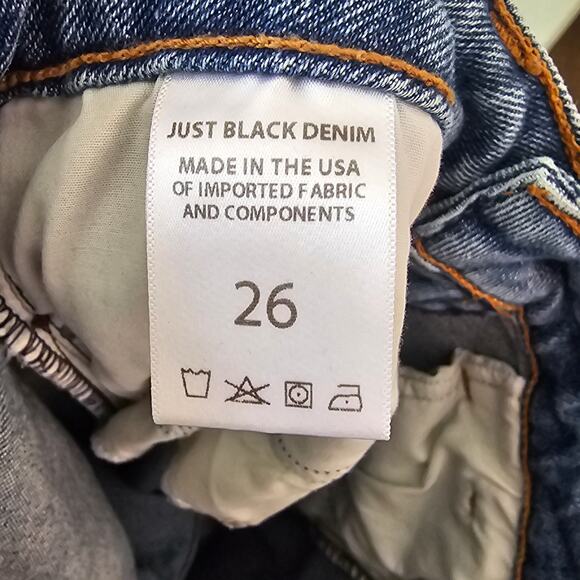 JUST BLACK DENIM
MADE IN THE USA
OF IMPORTED FABRIC
AND COMPONENTS
26